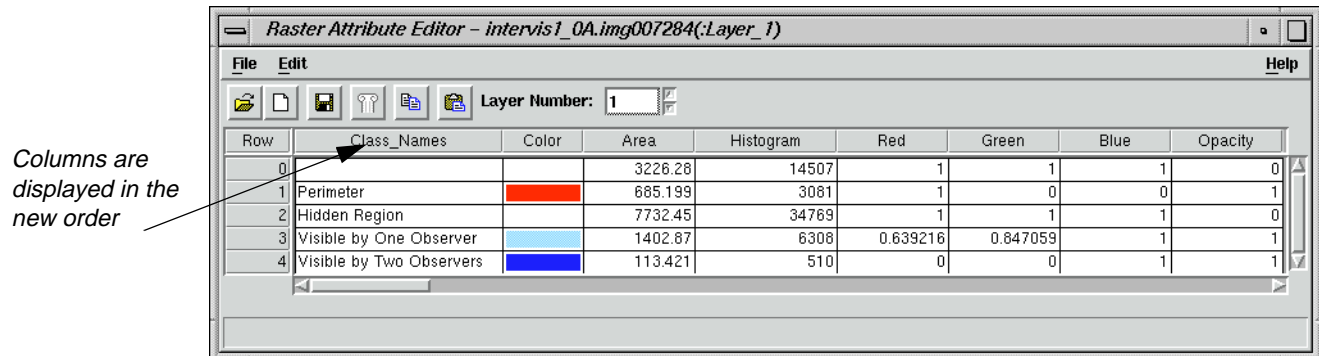 Raster Attribute Editor – intervis1_0A.img007284(:Layer_1)
File Edit Help
Layer Number: 1
Row Class_Names Color Area Histogram Red Green Blue Opacity
0 3226.28 14507 1 1 1 0
1 Perimeter 685.199 3081 1 0 0 1
2 Hidden Region 7732.45 34769 1 1 1 0
3 Visible by One Observer 1402.87 6308 0.639216 0.847059 1 1
4 Visible by Two Observers 113.421 510 0 0 1 1
Columns are
displayed in the
new order